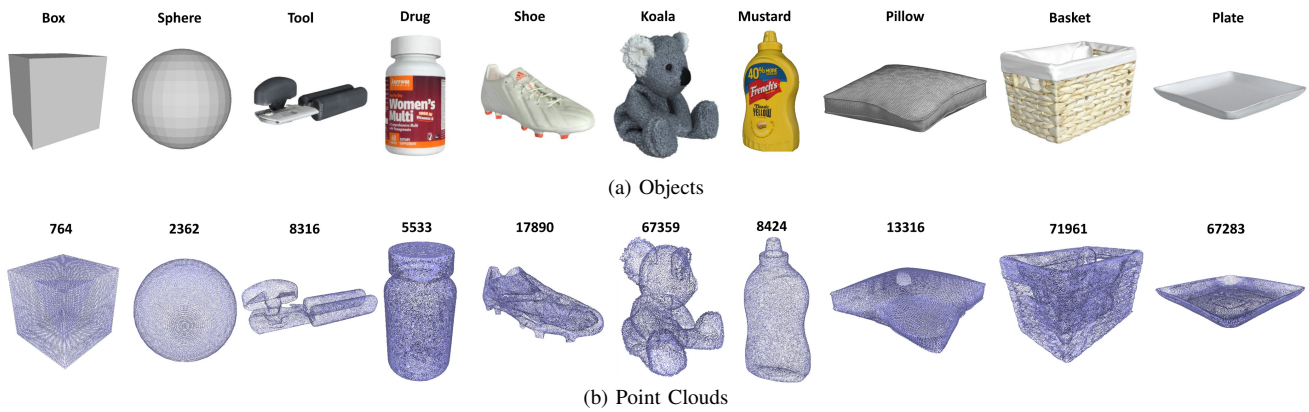 Box Sphere Tool Drug Shoe Koala Mustard Pillow Basket Plate
Women's
Multi
40% MORE
French's
Classic
YELLOW
(a) Objects
764 2362 8316 5533 17890 67359 8424 13316 71961 67283
(b) Point Clouds